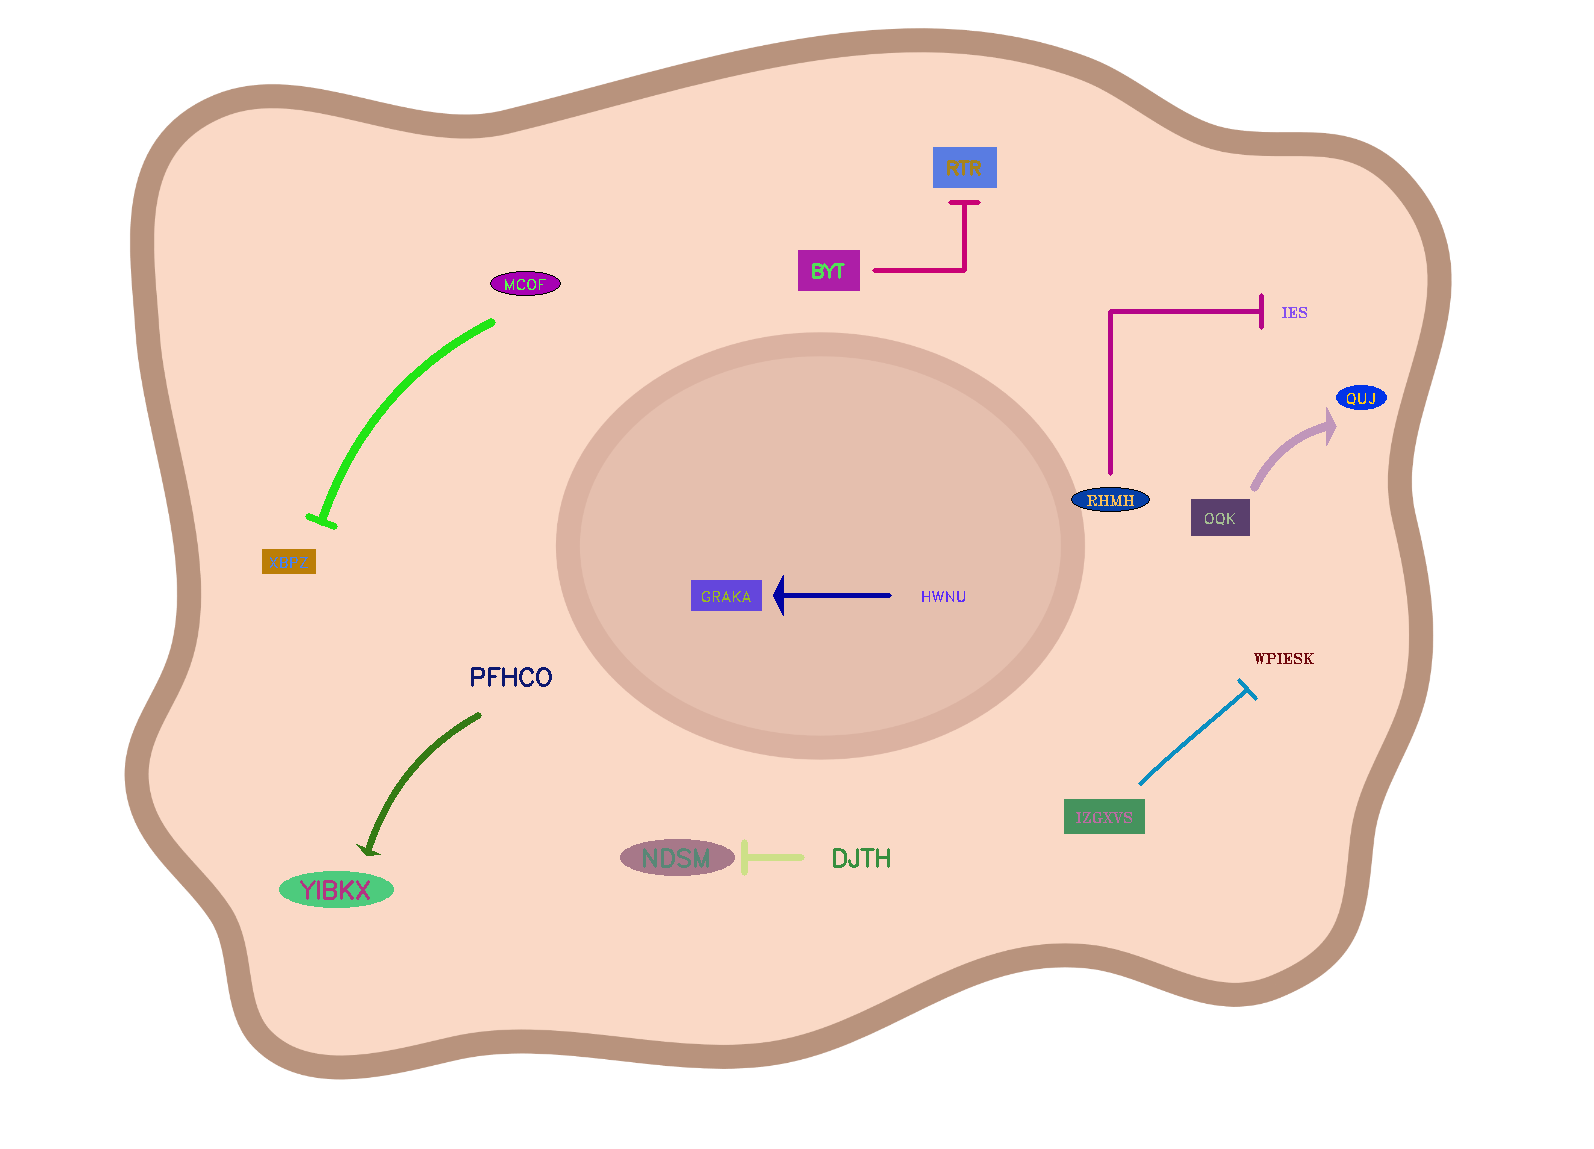 RTR
BYT
MCOF
IES
QUJ
RHMH
OQK
GRAKA
HWNU
WPIESK
PFHCO
IZGXVS
NDSM
DJTH
YIBKX